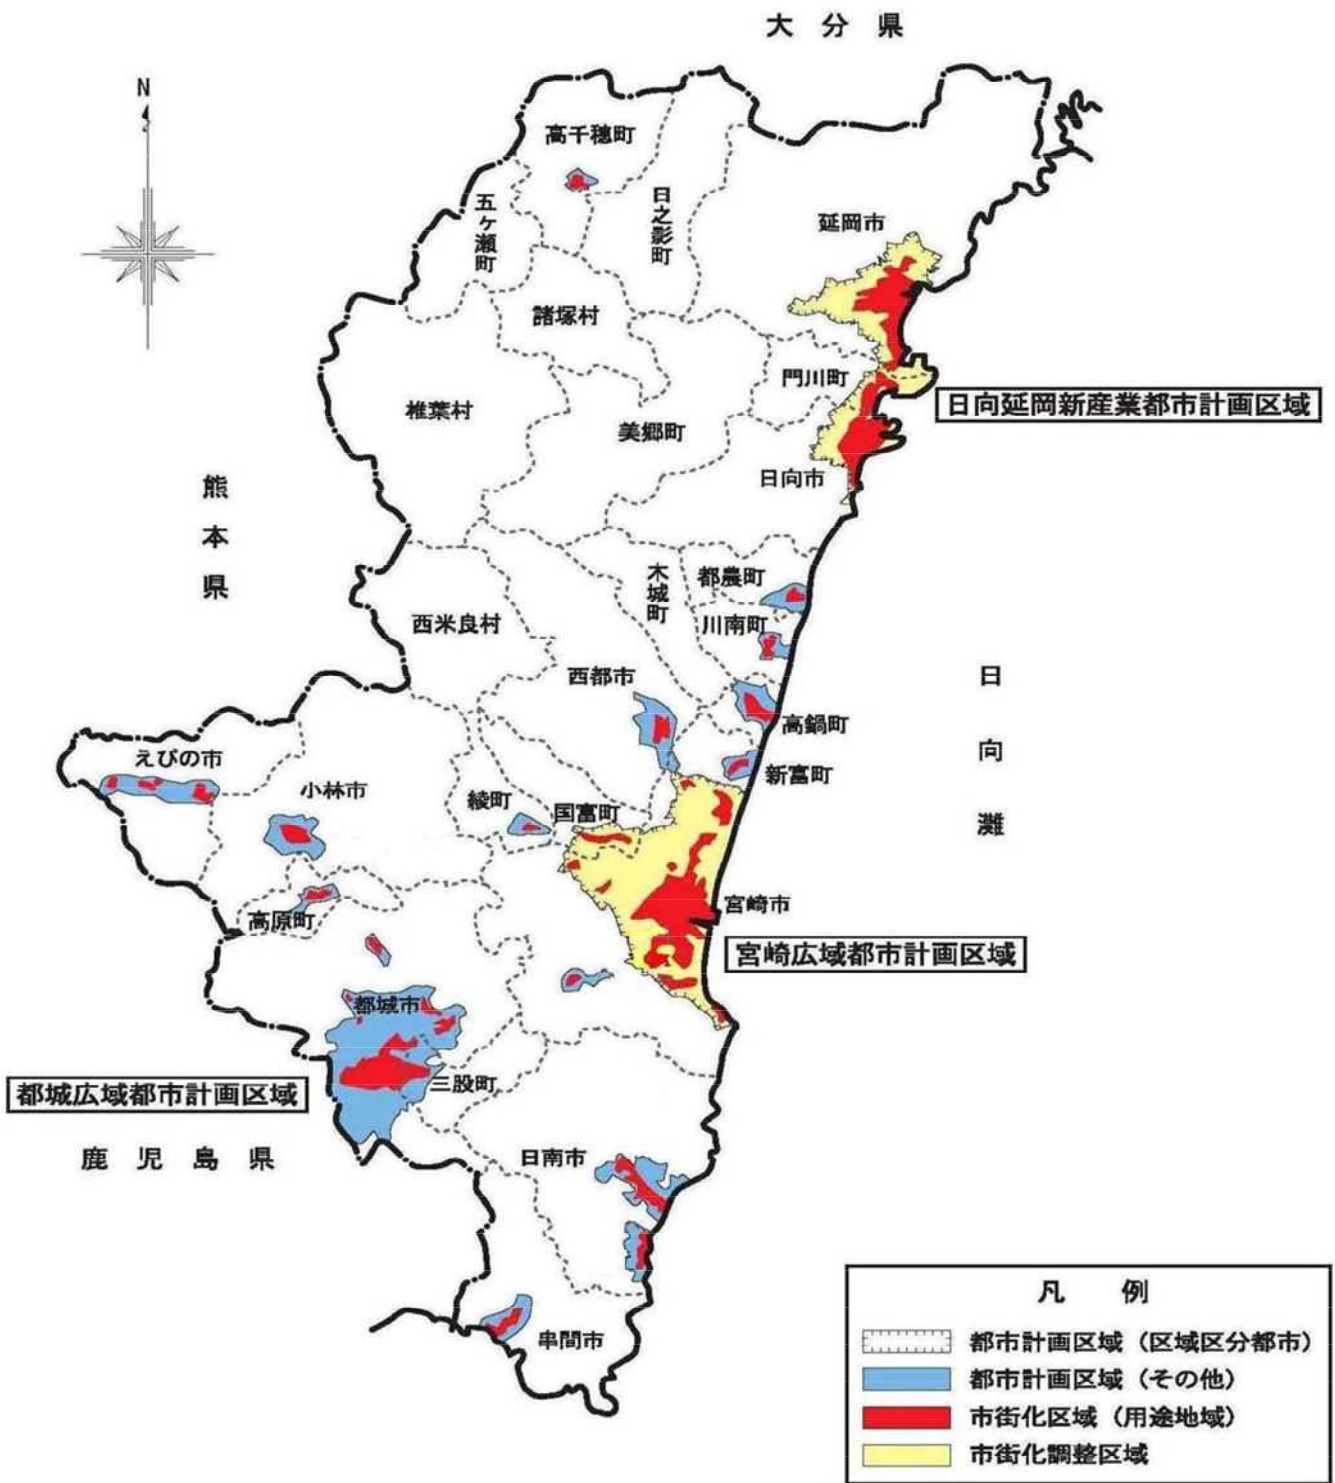 大分県
N
高千穂町
五ヶ瀬町
日之影町
延岡市
諸塚村
門川町
日向延岡新産業都市計画区域
椎葉村
美郷町
日向市
熊本県
木城町
都農町
川南町
西米良村
西都市
日向灘
高鍋町
えびの市
新富町
小林市
綾町
国富町
宮崎市
高原町
宮崎広域都市計画区域
都城市
三股町
都城広域都市計画区域
鹿児島県
日南市
串間市
凡例
都市計画区域（区域区分都市）
都市計画区域（その他）
市街化区域（用途地域）
市街化調整区域